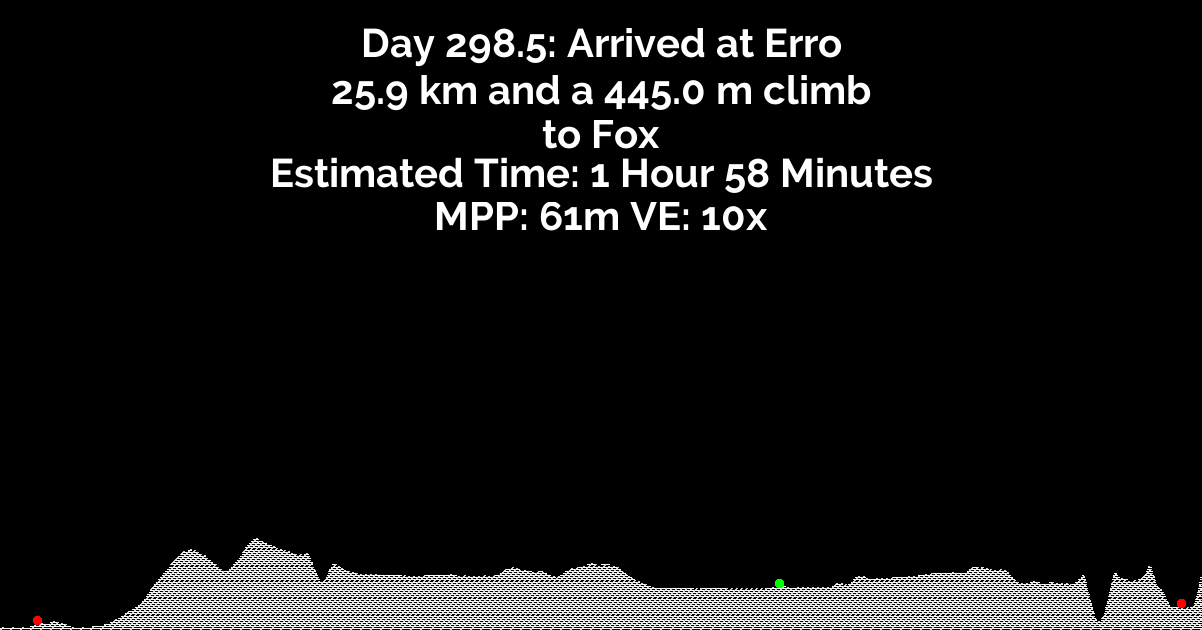 Day 298.5: Arrived at Erro
25.9 km and a 445.0 m climb
to Fox
Estimated Time: 1 Hour 58 Minutes
MPP: 61m VE: 10x